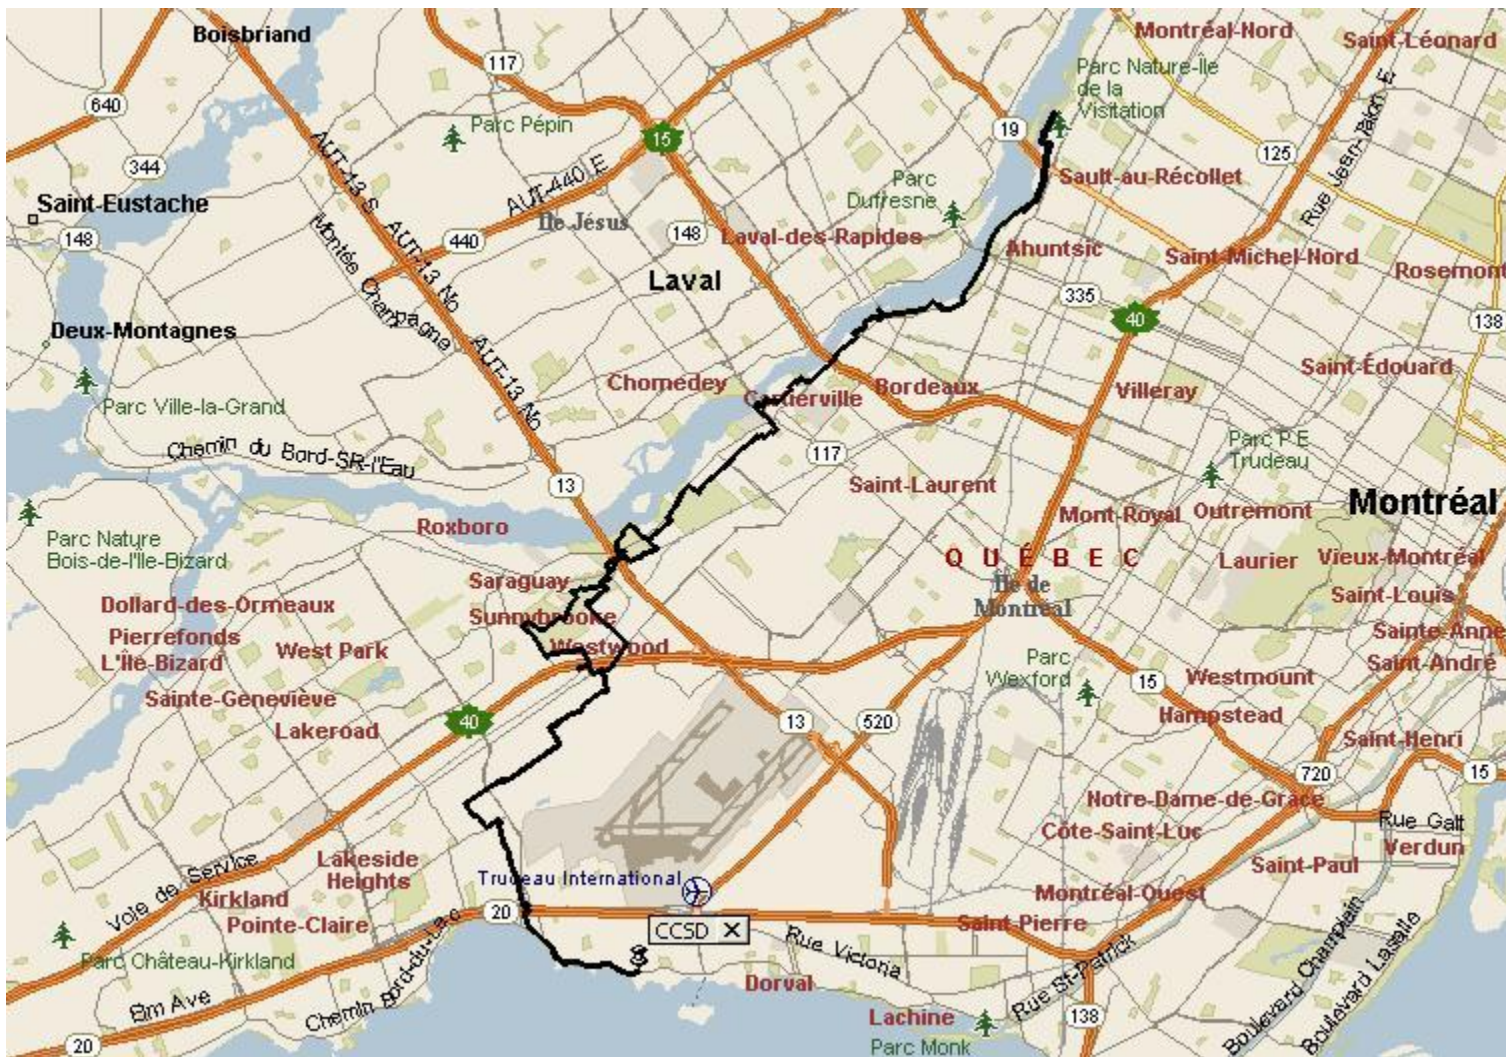 Boisbriand
Montréal-Nord
Saint-Léonard
117
Parc Nature-Ile
de la
Visitation
640
Parc Pépin
15
19
125
Rue Jean-Talon E
344
AUT-13 S
AUT-440 E
Parc
Dufresne
Sault-au-Récollet
Saint-Eustache
148
Île Jésus
440
148
Laval-des-Rapides
Ahuntsic
Saint-Michel-Nord
Rosemont
Montée Champagne
AUT-13 No
Laval
335
40
138
Deux-Montagnes
AUT-13 No
Saint-Édouard
Parc Ville-la-Grand
Chomedey
Cartierville
Bordeaux
Villeray
Chemin du Bord-SR-l'Eau
117
Parc P E
Trudeau
13
Saint-Laurent
Montréal
Parc Nature
Bois-de-l'Ile-Bizard
Roxboro
Mont-Royal
Outremont
QUÉBEC
Laurier
Vieux-Montréal
Saraguay
Île de
Montréal
Saint-Louis
Dollard-des-Ormeaux
Sunnybrooke
Sainte-Anne
Pierrefonds
West Park
Westwood
L'Île-Bizard
Parc
Wexford
Saint-André
Sainte-Geneviève
15
Westmount
Lakeroad
40
13
520
Hampstead
Saint-Henri
720
15
Notre-Dame-de-Grace
Côte-Saint-Luc
Rue Galt
Verdun
Voie de Service
Lakeside
Heights
Saint-Paul
Kirkland
Trudeau International
Montréal-Ouest
Pointe-Claire
20
CCSD
Saint-Pierre
Parc Château-Kirkland
Rue Victoria
Rue St-Patrick
Boulevard Champlain
Boulevard Lasalle
Elm Ave
Chemin Bord-du-Lac
Dorval
Lachine
138
20
Parc Monk